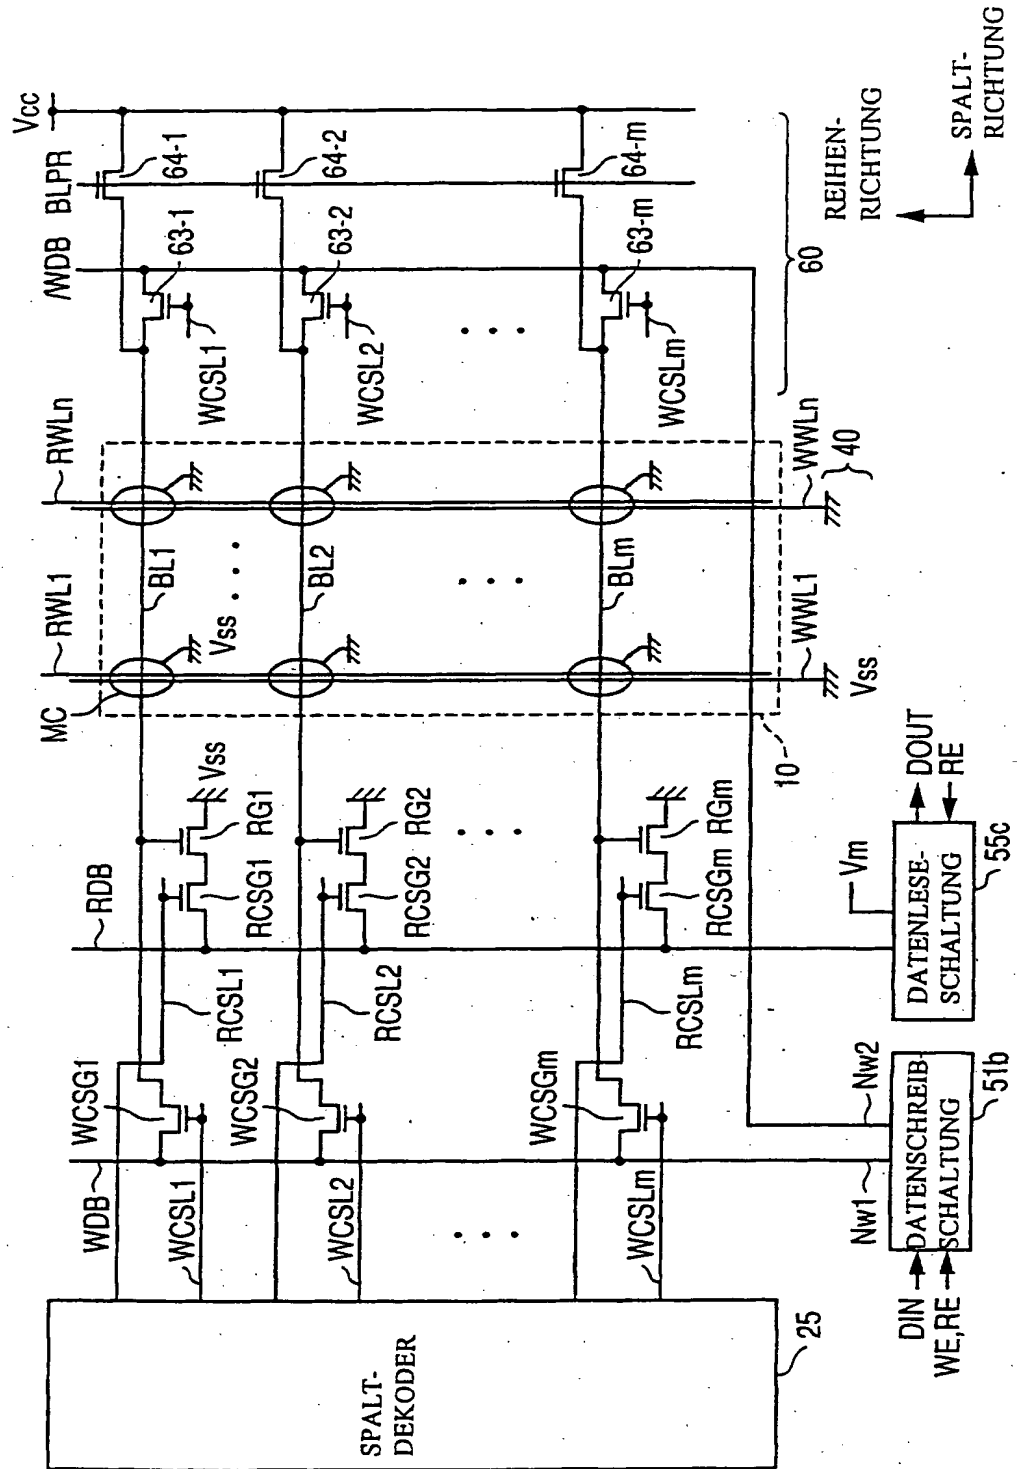 Vcc
/WDB BLPR
64-1
63-1
WCSL1
64-2
63-2
WCSL2
64-m
63-m
WCSLm
60
REIHEN-
RICHTUNG
SPALT-
RICHTUNG
RWL1
RWLn
MC
BL1
Vss
BL2
BLm
WWL1
Vss
WWLn
40
10
RDB
Vss
RG1
RCSG1
RCSL1
RG2
RCSG2
RCSL2
RGm
RCSGm
RCSLm
Vm
DATENLESE-
SCHALTUNG
DOUT
RE
55c
WDB
WCSG1
WCSL1
WCSG2
WCSL2
WCSGm
WCSLm
Nw1
Nw2
DATENSCHREIB-
SCHALTUNG
DIN
WE,RE
51b
SPALT-
DEKODER
25